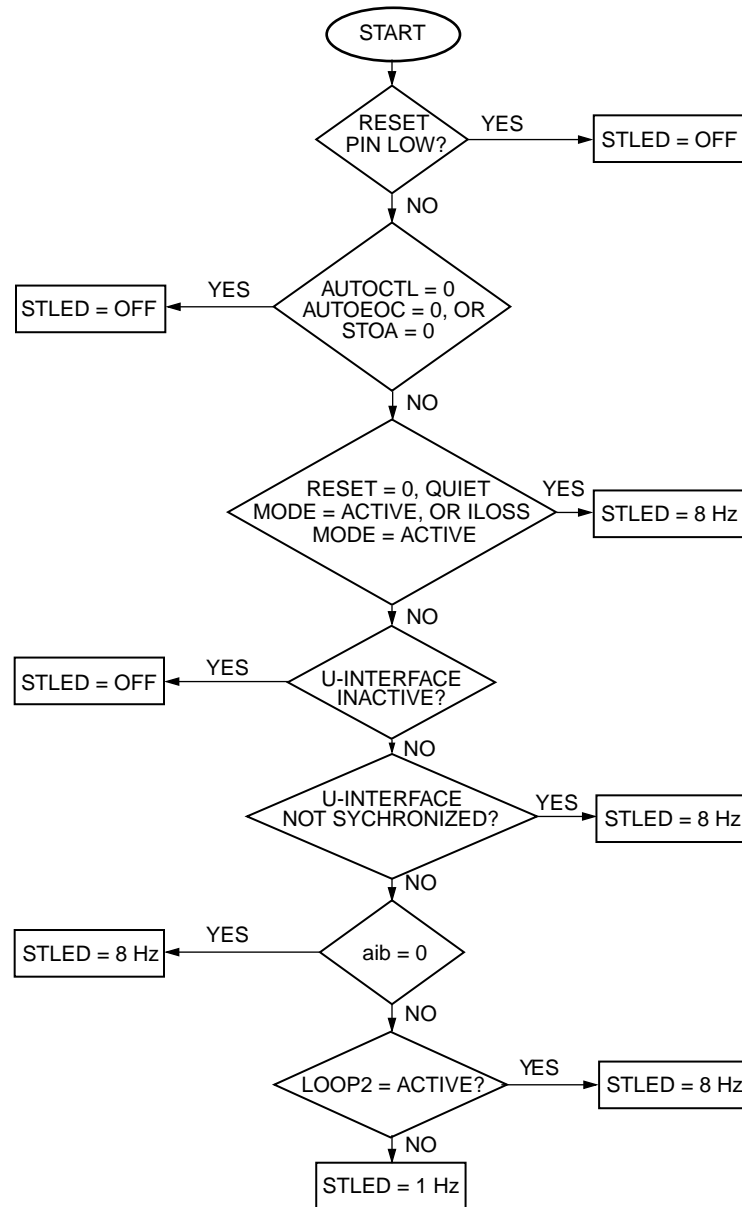 START
RESET
PIN LOW?
YES
STLED = OFF
NO
AUTOCTL = 0
AUTOEOC = 0, OR
STOA = 0
YES
STLED = OFF
NO
RESET = 0, QUIET
MODE = ACTIVE, OR ILOSS
MODE = ACTIVE
YES
STLED = 8 Hz
NO
U-INTERFACE
INACTIVE?
YES
STLED = OFF
NO
U-INTERFACE
NOT SYCHRONIZED?
YES
STLED = 8 Hz
NO
aib = 0
YES
STLED = 8 Hz
NO
LOOP2 = ACTIVE?
YES
STLED = 8 Hz
NO
STLED = 1 Hz